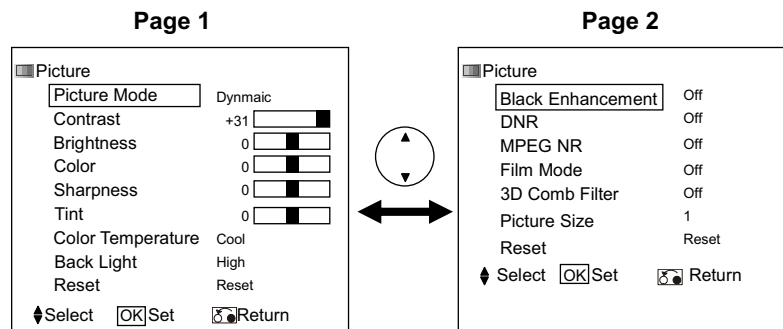 Page 1
Picture
Picture Mode Dynmaic
Contrast +31
Brightness 0
Color 0
Sharpness 0
Tint 0
Color Temperature Cool
Back Light High
Reset Reset
Select OK Set Return
Page 2
Picture
Black Enhancement Off
DNR Off
MPEG NR Off
Film Mode Off
3D Comb Filter Off
Picture Size 1
Reset Reset
Select OK Set Return